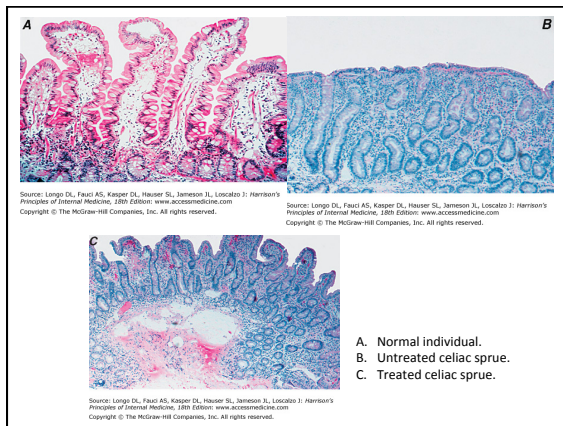 A
B
Source: Longo DL, Fauci AS, Kasper DL, Hauser SL, Jameson JL, Loscalzo J: Harrison's
Principles of Internal Medicine, 18th Edition: www.accessmedicine.com
Copyright © The McGraw-Hill Companies, Inc. All rights reserved.
Source: Longo DL, Fauci AS, Kasper DL, Hauser SL, Jameson JL, Loscalzo J: Harrison's
Principles of Internal Medicine, 18th Edition: www.accessmedicine.com
Copyright © The McGraw-Hill Companies, Inc. All rights reserved.
C
A. Normal individual.
B. Untreated celiac sprue.
C. Treated celiac sprue.
Source: Longo DL, Fauci AS, Kasper DL, Hauser SL, Jameson JL, Loscalzo J: Harrison's
Principles of Internal Medicine, 18th Edition: www.accessmedicine.com
Copyright © The McGraw-Hill Companies, Inc. All rights reserved.